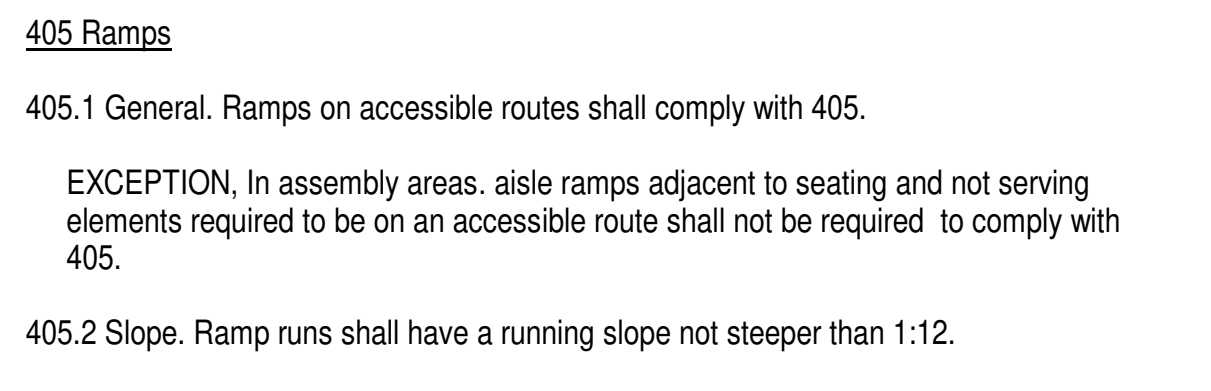 405 Ramps
405.1 General. Ramps on accessible routes shall comply with 405.
EXCEPTION, In assembly areas. aisle ramps adjacent to seating and not serving
elements required to be on an accessible route shall not be required  to comply with
405.
405.2 Slope. Ramp runs shall have a running slope not steeper than 1:12.